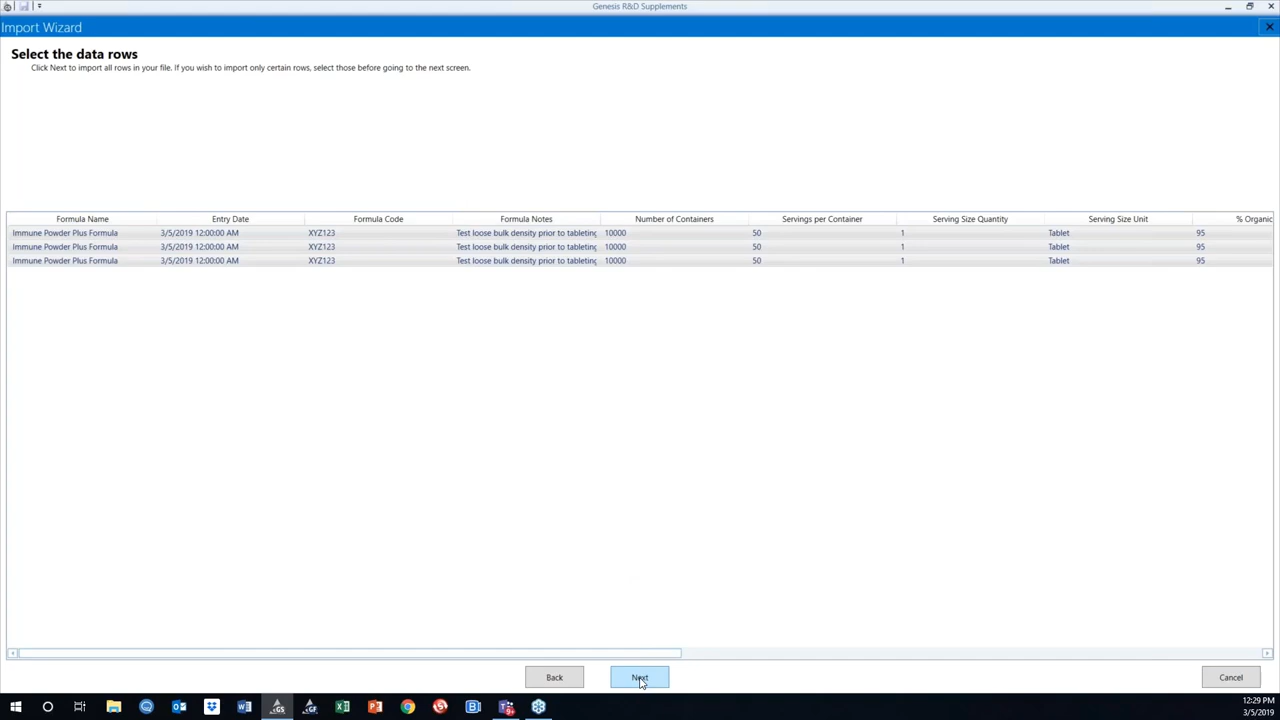 Genesis R&D Supplements
Import Wizard
Select the data rows
Click Next to import all rows in your file. If you wish to import only certain rows, select those before going to the next screen.
Formula Name Entry Date Formula Code Formula Notes Number of Containers Servings per Container Serving Size Quantity Serving Size Unit % Organic
Immune Powder Plus Formula 3/5/2019 12:00:00 AM XYZ123 Test loose bulk density prior to tableting 10000 50 1 Tablet 95
Immune Powder Plus Formula 3/5/2019 12:00:00 AM XYZ123 Test loose bulk density prior to tableting 10000 50 1 Tablet 95
Immune Powder Plus Formula 3/5/2019 12:00:00 AM XYZ123 Test loose bulk density prior to tableting 10000 50 1 Tablet 95
Back Next Cancel
12:29 PM
3/5/2019